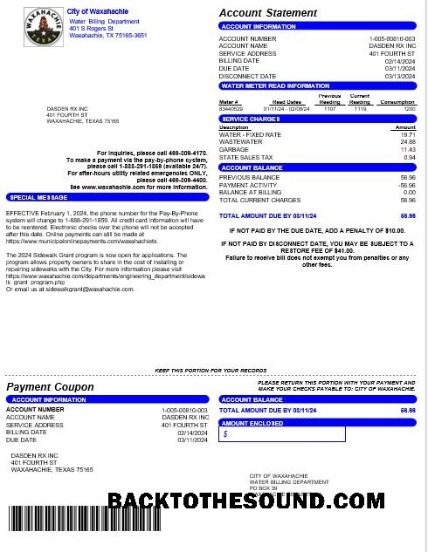 City of Waxahachie
Water Billing Department
401 S Rogers St
Waxahachie, TX 75165-3651
WAXAHACHIE
DASDEN RX INC
401 FOURTH ST
WAXAHACHIE, TEXAS 75165
For inquiries, please call 469-309-4170.
To make a payment via the pay-by-phone system,
please call 1-888-291-1859 (available 24/7).
For after-hours utility related emergencies ONLY,
please call 469-309-4400.
See www.waxahachie.com for more information.
SPECIAL MESSAGE
EFFECTIVE February 1, 2024, the phone number for the Pay-By-Phone
system will change to 1-888-291-1859. All credit card information will have
to be reentered. Electronic checks over the phone will not be accepted
after this date. Online payments can still be made at
https://www.municipalonlinepayments.com/waxahachietx
The 2024 Sidewalk Grant program is now open for applications. The
program allows property owners to share in the cost of installing or
repairing sidewalks with the City. For more information please visit
https://www.waxahachie.com/departments/engineering_department/sidewa
lk_grant_program.php
Or email us at sidewalkgrant@waxahachie.com.
Account Statement
ACCOUNT INFORMATION
ACCOUNT NUMBER 1-005-00810-003
ACCOUNT NAME DASDEN RX INC
SERVICE ADDRESS 401 FOURTH ST
BILLING DATE 02/14/2024
DUE DATE 03/11/2024
DISCONNECT DATE 03/13/2024
WATER METER READ INFORMATION
Previous Current
Meter # Read Dates Reading Reading Consumption
01/11/24 - 02/08/24 1107 1119 1200
SERVICE CHARGES
Description Amount
WATER - FIXED RATE 19.71
WASTEWATER 24.88
GARBAGE 11.43
STATE SALES TAX 0.94
ACCOUNT BALANCE
PREVIOUS BALANCE 56.96
PAYMENT ACTIVITY -56.96
BALANCE AT BILLING 0.00
TOTAL CURRENT CHARGES 56.96
TOTAL AMOUNT DUE BY 03/11/24
IF NOT PAID BY THE DUE DATE, ADD A PENALTY OF $10.00.
IF NOT PAID BY DISCONNECT DATE, YOU MAY BE SUBJECT TO A
RESTORE FEE OF $41.00.
Failure to receive bill does not exempt you from penalties or any
other fees.
KEEP THIS PORTION FOR YOUR RECORDS
Payment Coupon
PLEASE RETURN THIS PORTION WITH YOUR PAYMENT AND
MAKE YOUR CHECKS PAYABLE TO: CITY OF WAXAHACHIE.
ACCOUNT INFORMATION
ACCOUNT NUMBER 1-005-00810-003
ACCOUNT NAME DASDEN RX INC
SERVICE ADDRESS 401 FOURTH ST
BILLING DATE 02/14/2024
DUE DATE 03/11/2024
ACCOUNT BALANCE
TOTAL AMOUNT DUE BY 03/11/24
AMOUNT ENCLOSED
$
DASDEN RX INC
401 FOURTH ST
WAXAHACHIE, TEXAS 75165
CITY OF WAXAHACHIE
WATER BILLING DEPARTMENT
PO BOX 39
BACKTOTHESOUND.COM